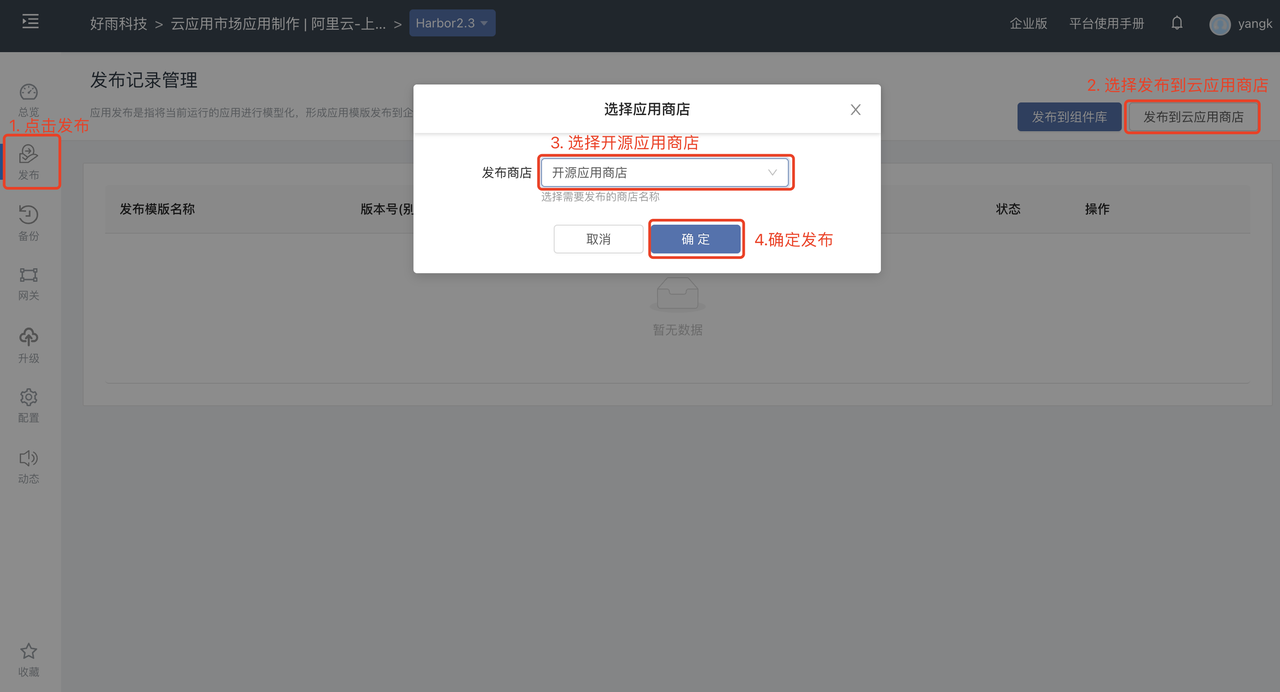 好雨科技 > 云应用市场应用制作 | 阿里云-上... > Harbor2.3
企业版 平台使用手册 yangk
发布记录管理
应用发布是指将当前运行的应用进行模型化，形成应用模版发布到企
2. 选择发布到云应用商店
发布到组件库 发布到云应用商店
总览
1. 点击发布
发布
备份
网关
升级
配置
动态
收藏
选择应用商店
3. 选择开源应用商店
发布商店 开源应用商店
选择需要发布的商店名称
取消 确 定 4.确定发布
发布模版名称 版本号(别 状态 操作
暂无数据